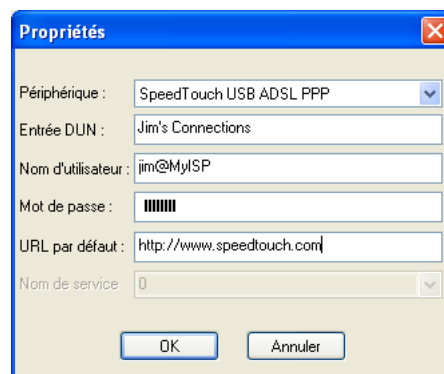 Propriétés
Périphérique : SpeedTouch USB ADSL PPP
Entrée DUN : Jim's Connections
Nom d'utilisateur : jim@MyISP
Mot de passe :
URL par défaut : http://www.speedtouch.com
Nom de service 0
OK Annuler